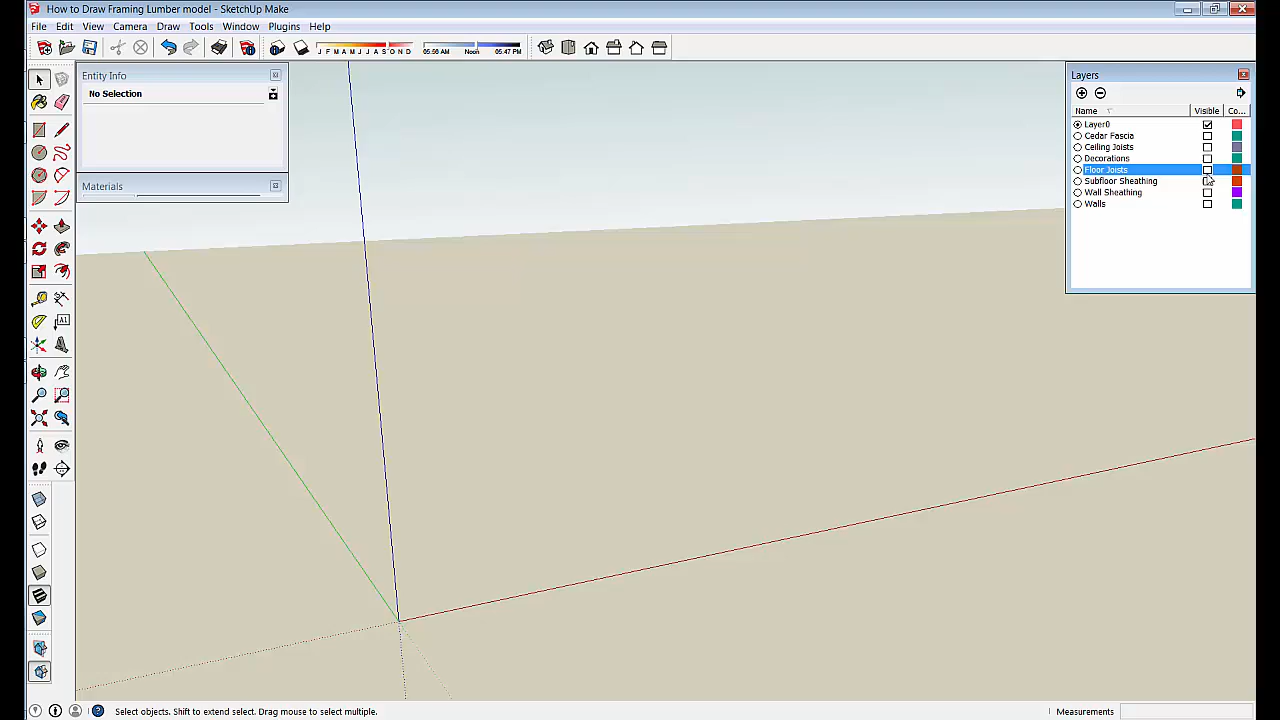 How to Draw Framing Lumber model - SketchUp Make
File Edit View Camera Draw Tools Window Plugins Help
J F M A M J J A S O N D
05:56 AM Noon 05:47 PM
Entity Info
No Selection
Materials
Layers
Name Visible Co...
Layer0
Cedar Fascia
Ceiling Joists
Decorations
Floor Joists
Subfloor Sheathing
Wall Sheathing
Walls
Select objects. Shift to extend select. Drag mouse to select multiple.
Measurements